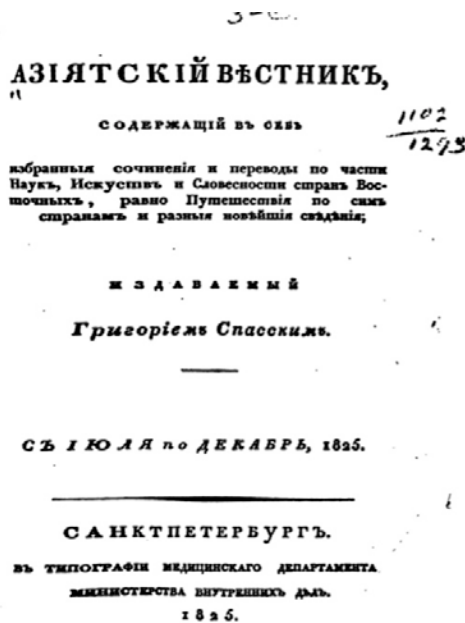 АЗІЯТСКІЙ ВѢСТНИКЪ,
СОДЕРЖАЩІЙ ВЪ СЕБѢ
избранныя сочиненія и переводы по части
Наукъ, Искуствъ и Словесности странъ Вос-
точныхъ, равно Путешествія по симъ
странамъ и разныя новѣйшія свѣдѣнія;
ИЗДАВАЕМЫЙ
Григоріемъ Спасскимъ.
СЪ ІЮЛЯ по ДЕКАБРЬ, 1825.
САНКТПЕТЕРБУРГЪ.
ВЪ ТИПОГРАФІИ МЕДИЦИНСКАГО ДЕПАРТАМЕНТА
МИНИСТЕРСТВА ВНУТРЕННИХЪ ДѢЛЪ.
1825.
1102
1293